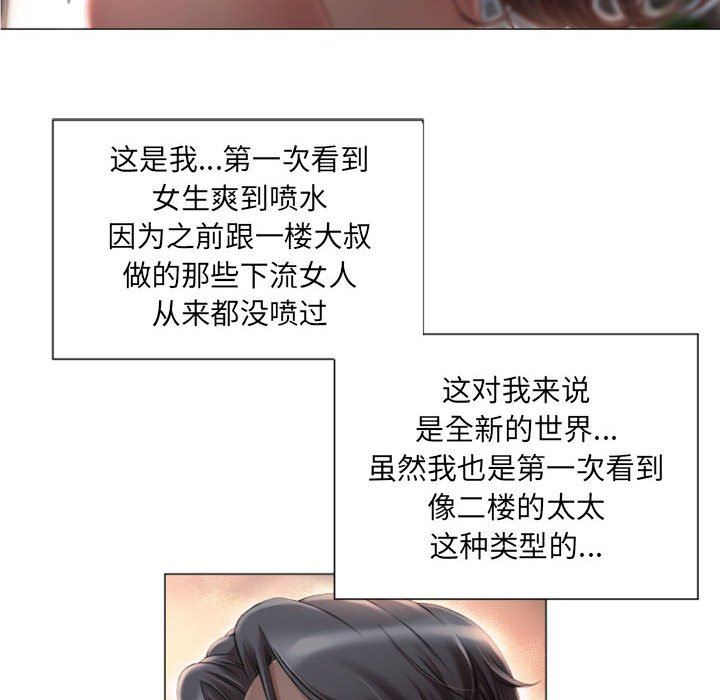 这是我...第一次看到
女生爽到喷水
因为之前跟一楼大叔
做的那些下流女人
从来都没喷过
这对我来说
是全新的世界...
虽然我也是第一次看到
像二楼的太太
这种类型的...